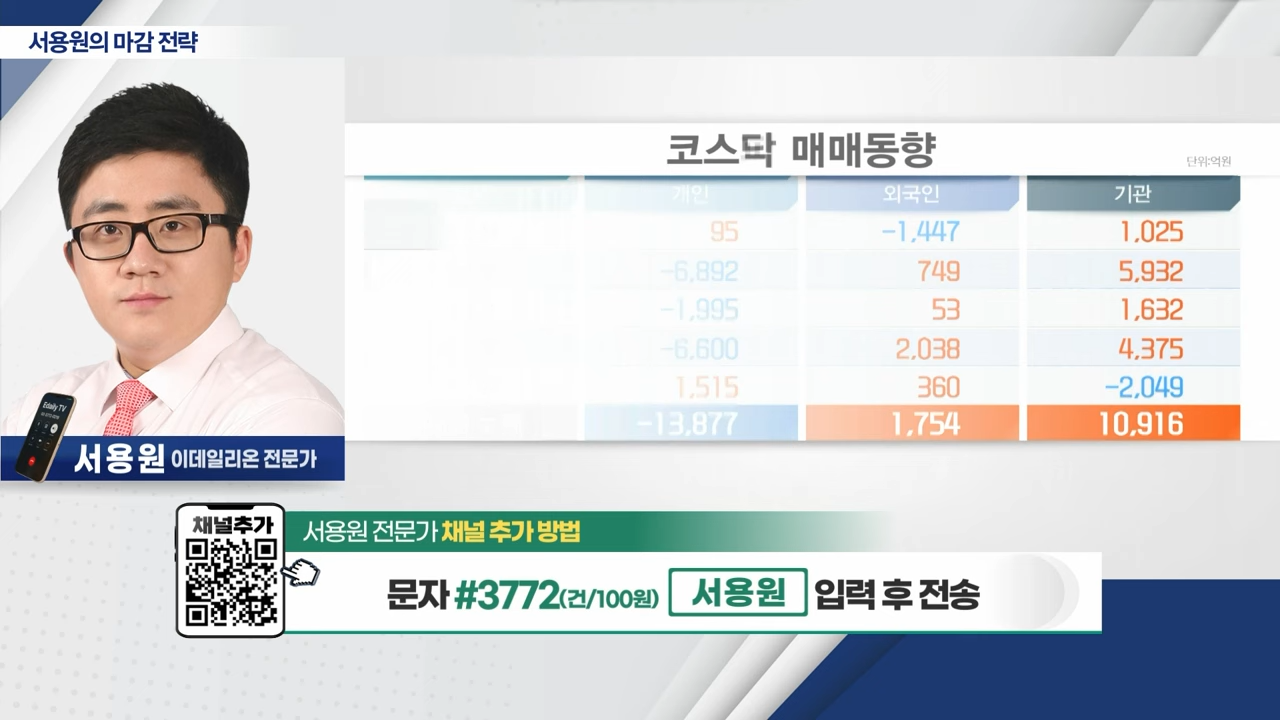 서용원의 마감 전략
코스닥 매매동향
단위:억원
개인 외국인 기관
95 -1,447 1,025
-6,892 749 5,932
-1,995 53 1,632
-6,600 2,038 4,375
1,515 360 -2,049
-13,877 1,754 10,916
Edaily TV
서용원 이데일리온 전문가
채널추가
서용원 전문가 채널 추가 방법
문자 #3772(건/100원) 서용원 입력 후 전송